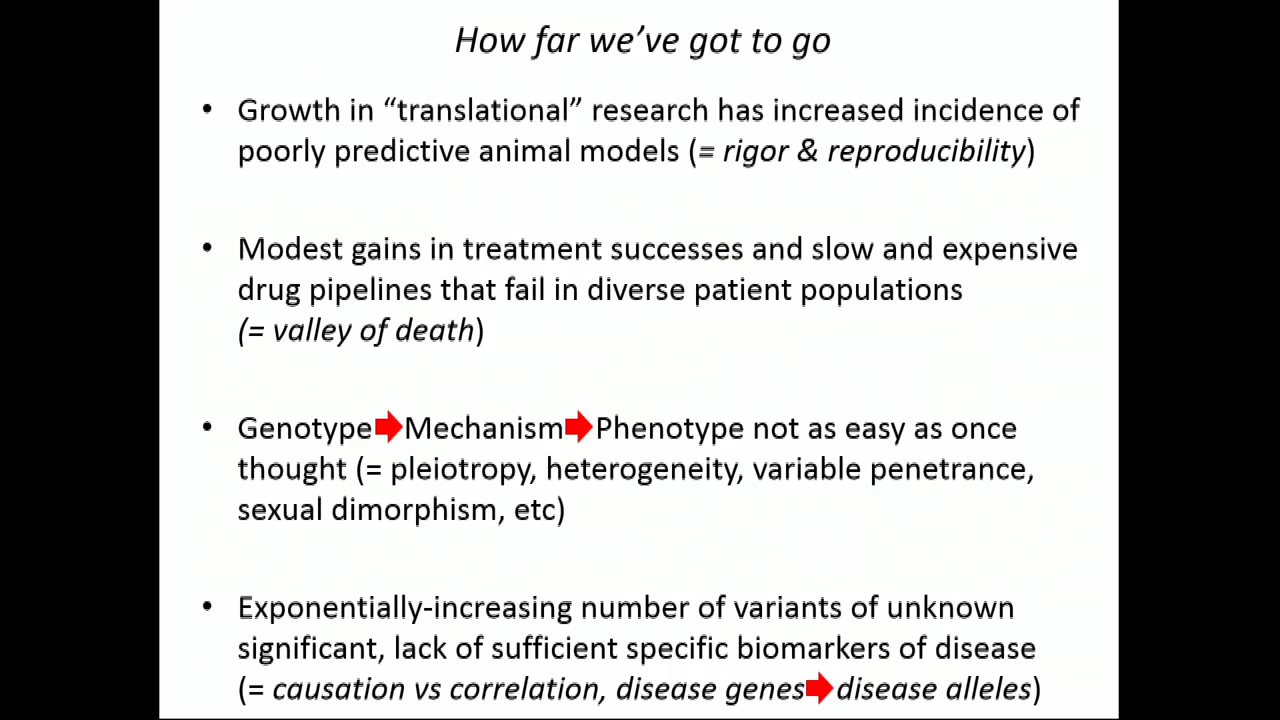 How far we’ve got to go
• Growth in “translational” research has increased incidence of
poorly predictive animal models (= rigor & reproducibility)
• Modest gains in treatment successes and slow and expensive
drug pipelines that fail in diverse patient populations
(= valley of death)
• Genotype➡Mechanism➡Phenotype not as easy as once
thought (= pleiotropy, heterogeneity, variable penetrance,
sexual dimorphism, etc)
• Exponentially-increasing number of variants of unknown
significant, lack of sufficient specific biomarkers of disease
(= causation vs correlation, disease genes➡disease alleles)